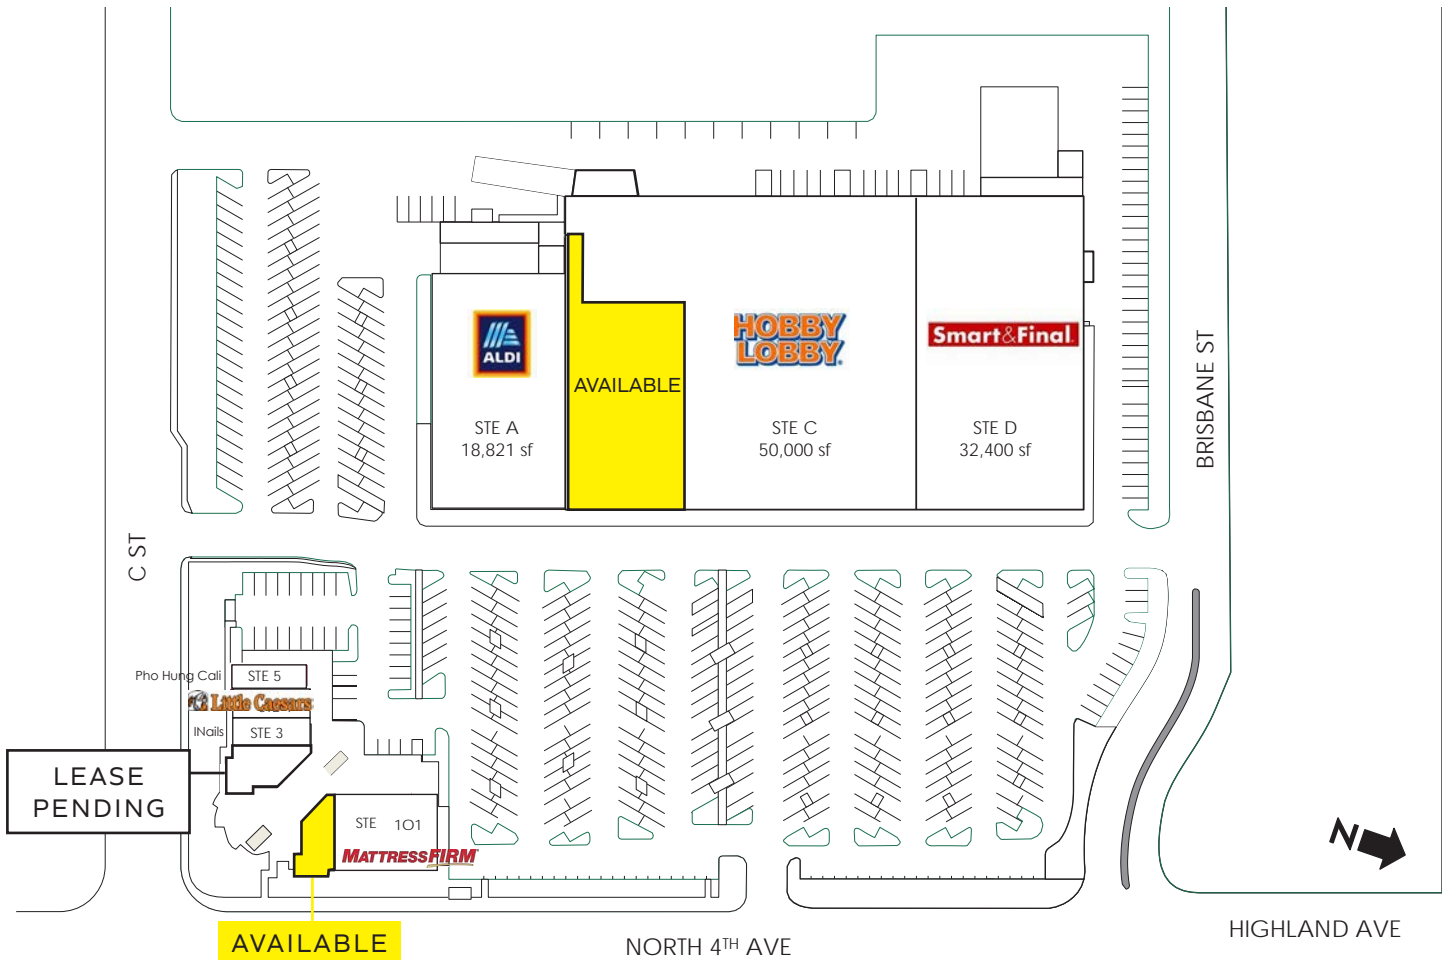 ALDI
HOBBY
LOBBY
Smart&Final
AVAILABLE
STE A
18,821 sf
STE C
50,000 sf
STE D
32,400 sf
BRISBANE ST
C ST
Pho Hung Cali
STE 5
Little Caesars
INails
STE 3
LEASE
PENDING
STE 101
MATTRESSFIRM
N
AVAILABLE
NORTH 4TH AVE
HIGHLAND AVE